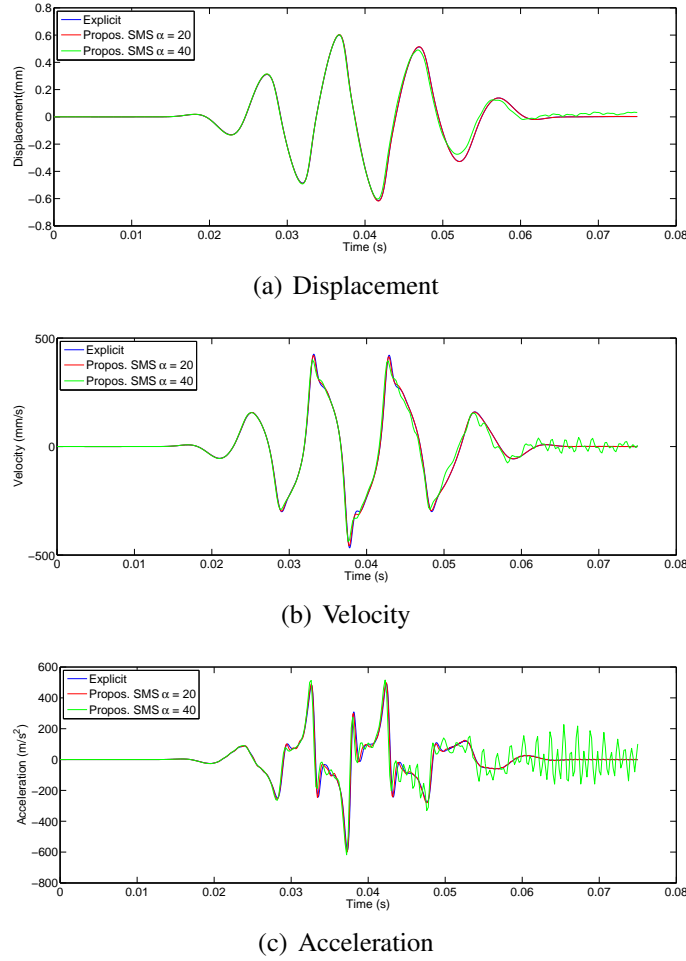 0.8
0.6
0.4
0.2
0
−0.2
−0.4
−0.6
−0.8
Displacement(mm)
Explicit
Propos. SMS α = 20
Propos. SMS α = 40
0 0.01 0.02 0.03 0.04 0.05 0.06 0.07 0.08
Time (s)
(a) Displacement
500
0
−500
Velocity (mm/s)
Explicit
Propos. SMS α = 20
Propos. SMS α = 40
0 0.01 0.02 0.03 0.04 0.05 0.06 0.07 0.08
Time (s)
(b) Velocity
600
400
200
0
−200
−400
−600
−800
Acceleration (m/s²)
Explicit
Propos. SMS α = 20
Propos. SMS α = 40
0 0.01 0.02 0.03 0.04 0.05 0.06 0.07 0.08
Time (s)
(c) Acceleration